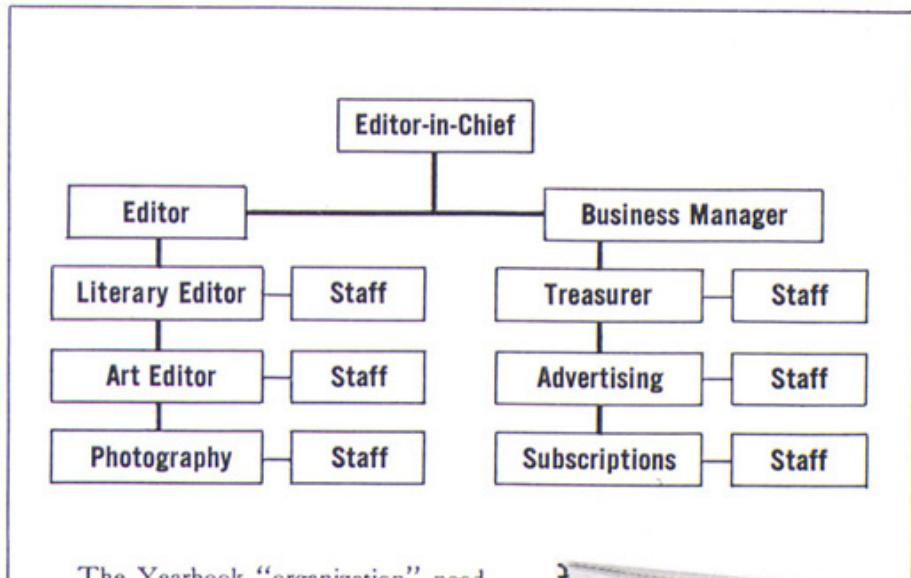 Editor-in-Chief
Editor
Business Manager
Literary Editor
Staff
Treasurer
Staff
Art Editor
Staff
Advertising
Staff
Photography
Staff
Subscriptions
Staff
The Yearbook “organization” need